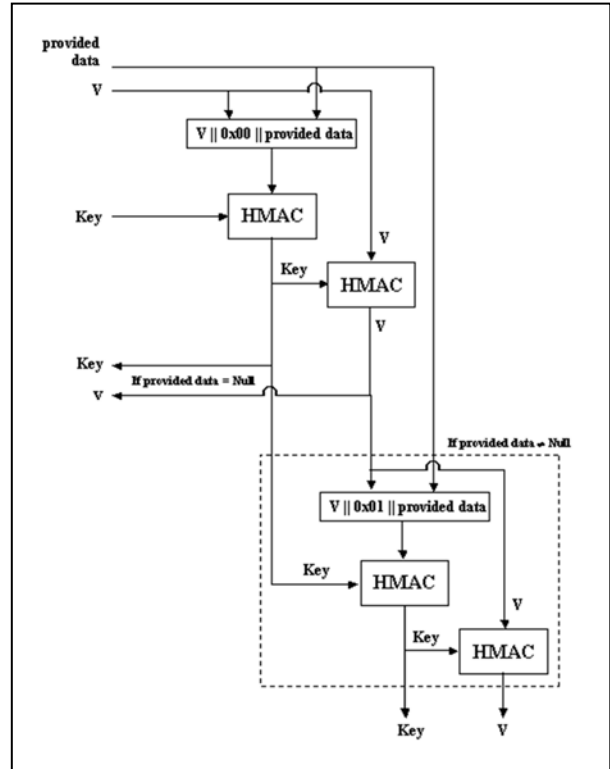 provided
data
V
V || 0x00 || provided data
Key
HMAC
V
Key
HMAC
V
Key
If provided data = Null
V
If provided data ≠ Null
V || 0x01 || provided data
Key
HMAC
V
Key
HMAC
Key
V